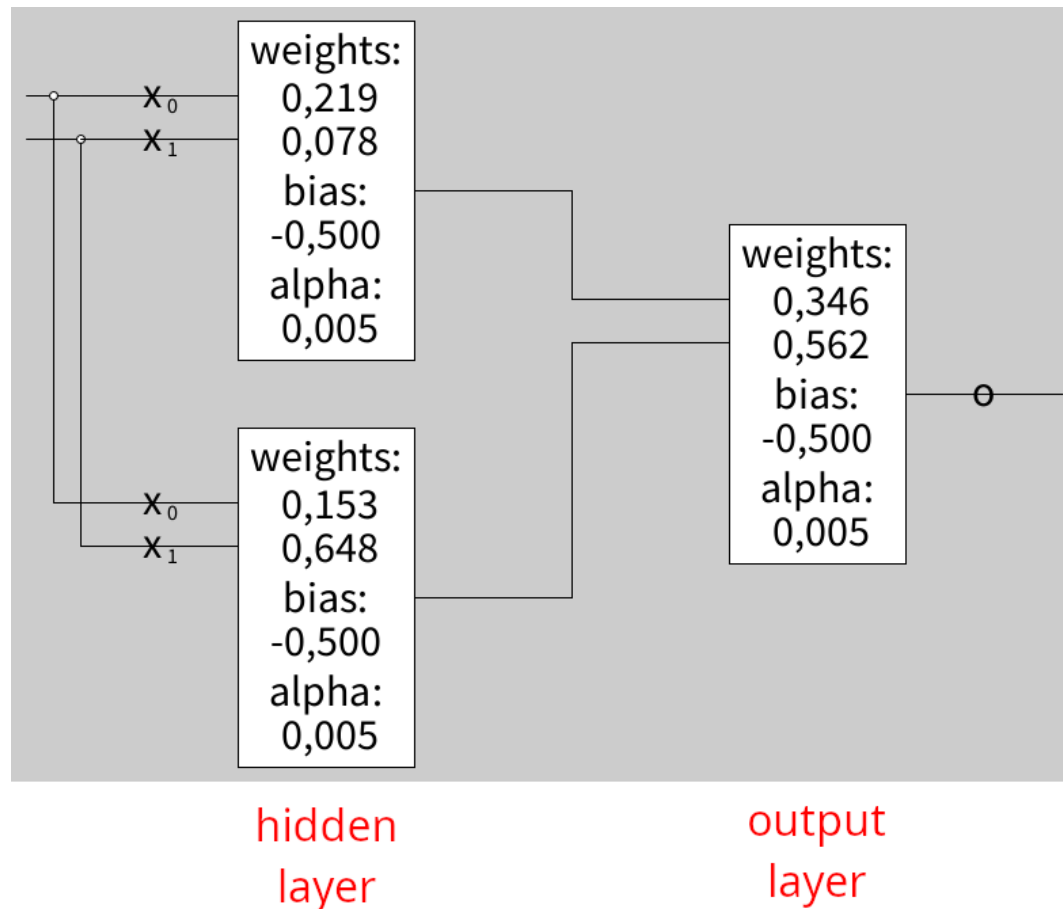 weights:
x₀ 0,219
x₁ 0,078
bias:
-0,500
alpha:
0,005
weights:
x₀ 0,153
x₁ 0,648
bias:
-0,500
alpha:
0,005
weights:
0,346
0,562
bias:
-0,500
alpha:
0,005
o
hidden
layer
output
layer